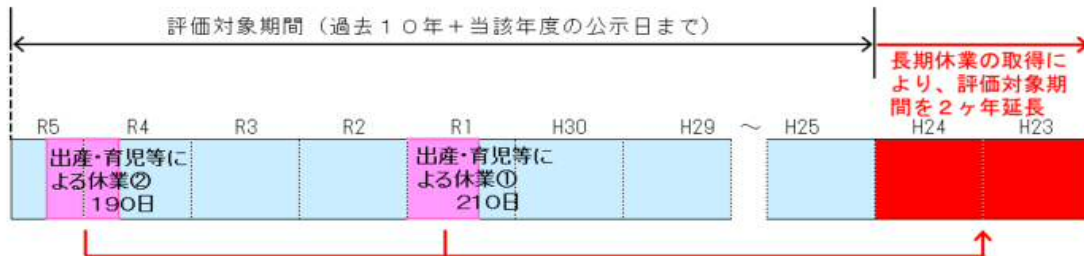 評価対象期間（過去１０年＋当該年度の公示日まで）
長期休業の取得に
より、評価対象期
間を２ヶ年延長
R5 R4 R3 R2 R1 H30 H29 ～ H25 H24 H23
出産・育児等に
よる休業②
190日
出産・育児等に
よる休業①
210日